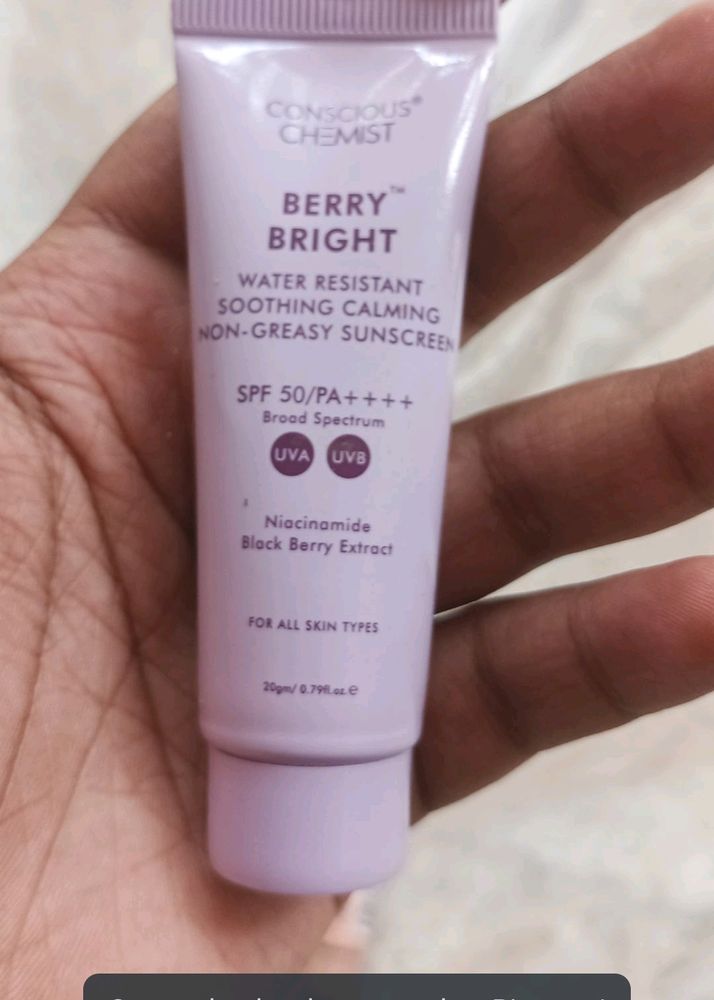 CONSCIOUS®
CHEMIST
BERRY™
BRIGHT
WATER RESISTANT
SOOTHING CALMING
NON-GREASY SUNSCREEN
SPF 50/PA++++
Broad Spectrum
UVA UVB
Niacinamide
Black Berry Extract
FOR ALL SKIN TYPES
20gm/ 0.79fl.oz.e